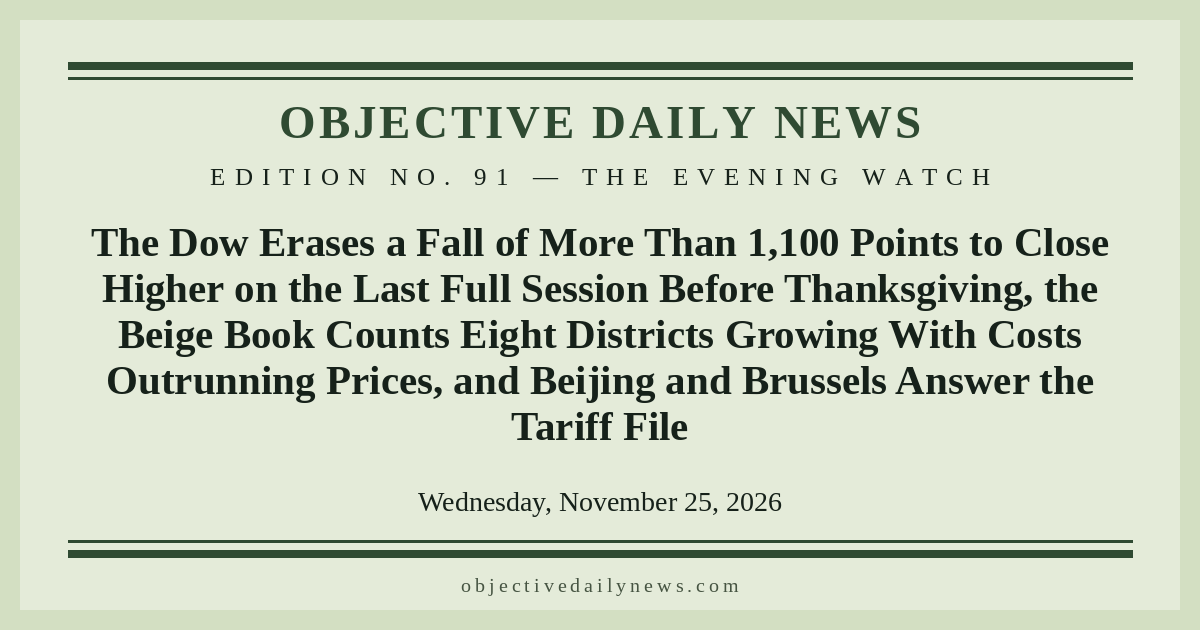 OBJECTIVE DAILY NEWS
EDITION NO. 91 — THE EVENING WATCH
The Dow Erases a Fall of More Than 1,100 Points to Close
Higher on the Last Full Session Before Thanksgiving, the
Beige Book Counts Eight Districts Growing With Costs
Outrunning Prices, and Beijing and Brussels Answer the
Tariff File
Wednesday, November 25, 2026
objectivedailynews.com